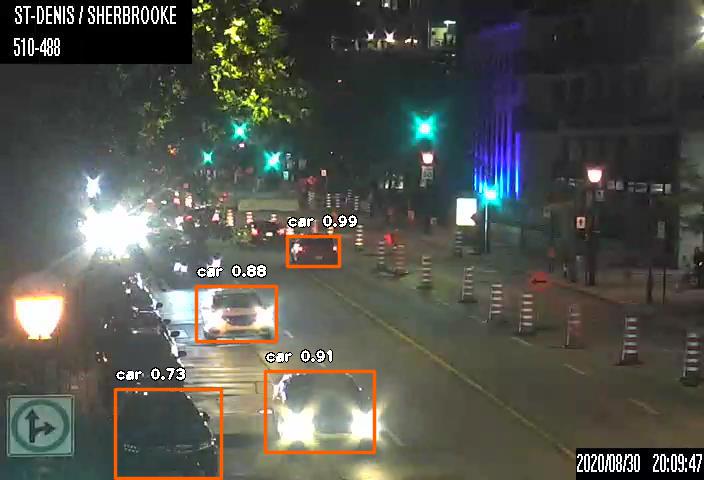 ST-DENIS / SHERBROOKE
510-488
car 0.99
car 0.88
car 0.91
car 0.73
2020/08/30 20:09:47